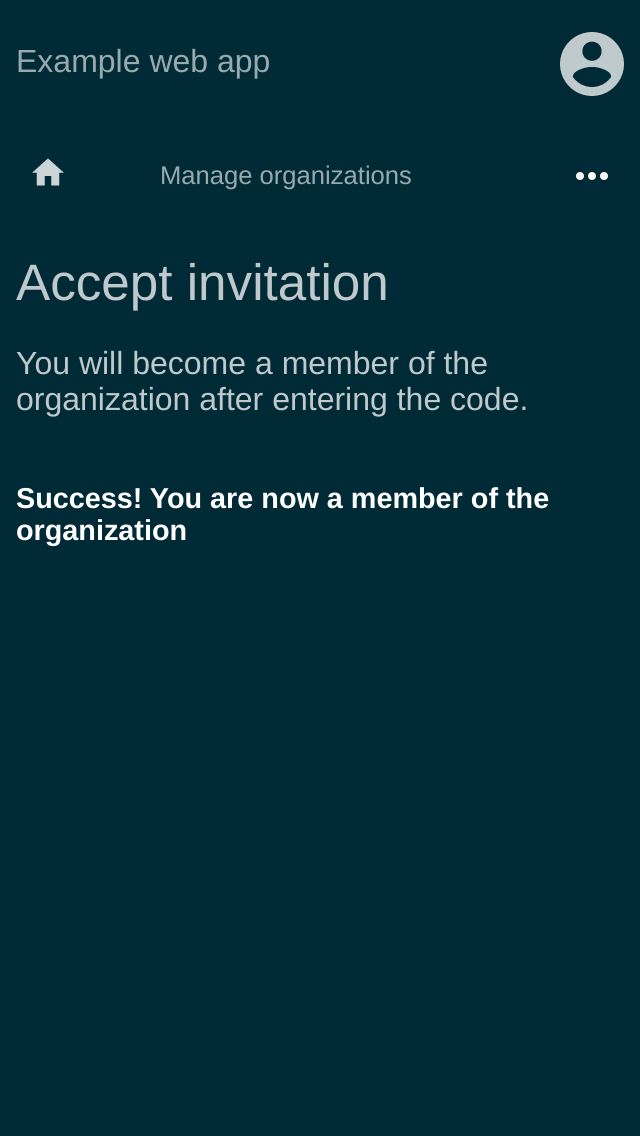 Example web app
Manage organizations
Accept invitation
You will become a member of the
organization after entering the code.
Success! You are now a member of the
organization